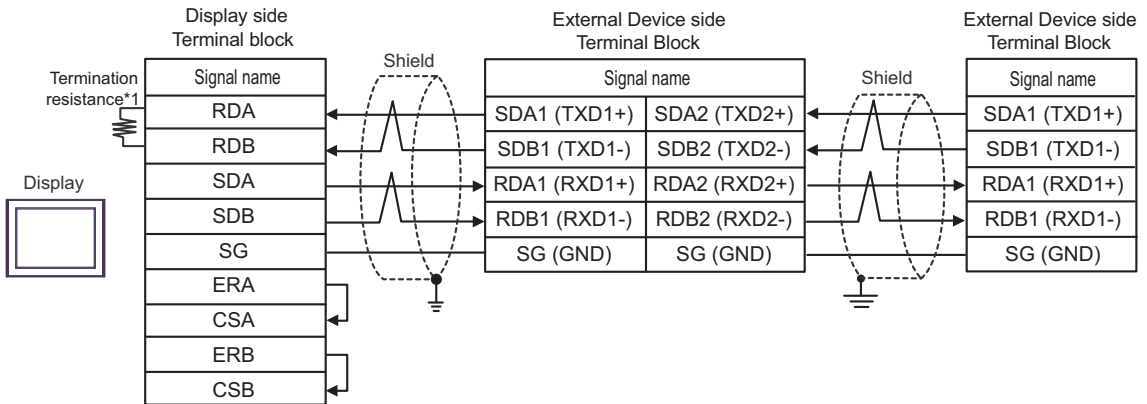 Display side
Terminal block
External Device side
Terminal Block
External Device side
Terminal Block
Termination
resistance*1
Display
Signal name
RDA
RDB
SDA
SDB
SG
ERA
CSA
ERB
CSB
Shield
Signal name
SDA1 (TXD1+) SDA2 (TXD2+)
SDB1 (TXD1-) SDB2 (TXD2-)
RDA1 (RXD1+) RDA2 (RXD2+)
RDB1 (RXD1-) RDB2 (RXD2-)
SG (GND) SG (GND)
Shield
Signal name
SDA1 (TXD1+)
SDB1 (TXD1-)
RDA1 (RXD1+)
RDB1 (RXD1-)
SG (GND)